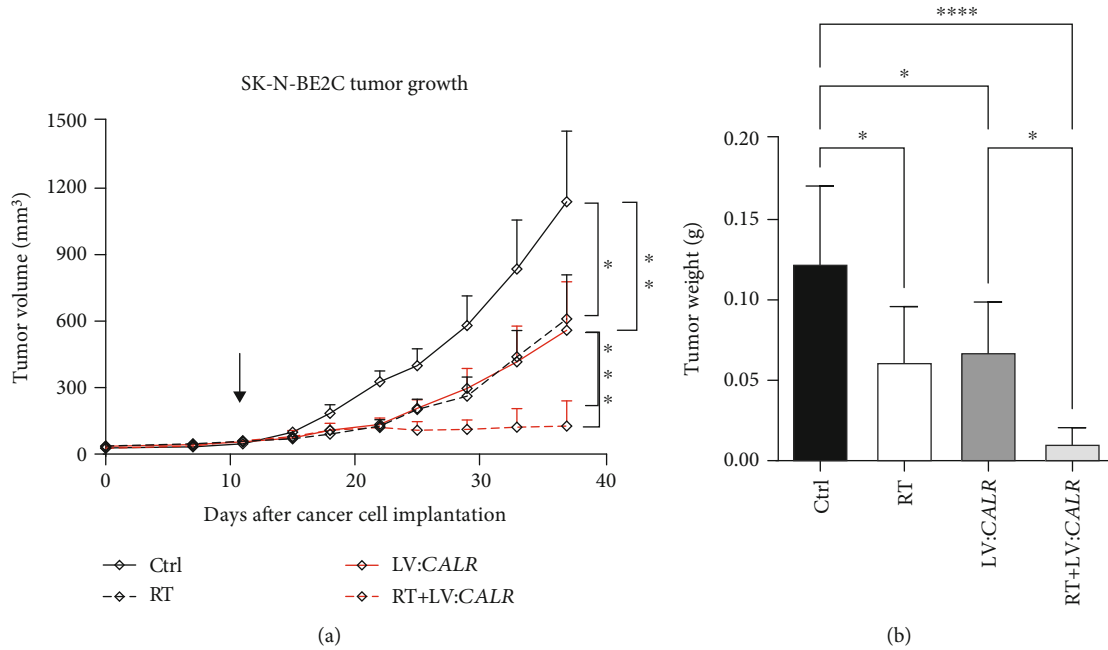 SK-N-BE2C tumor growth
Tumor volume (mm³)
1500
1200
900
600
300
0
0
10
20
30
40
Days after cancer cell implantation
*
* *
* * *
Ctrl
RT
LV:CALR
RT+LV:CALR
(a)
****
*
*
*
Tumor weight (g)
0.20
0.15
0.10
0.05
0.00
Ctrl
RT
LV:CALR
RT+LV:CALR
(b)